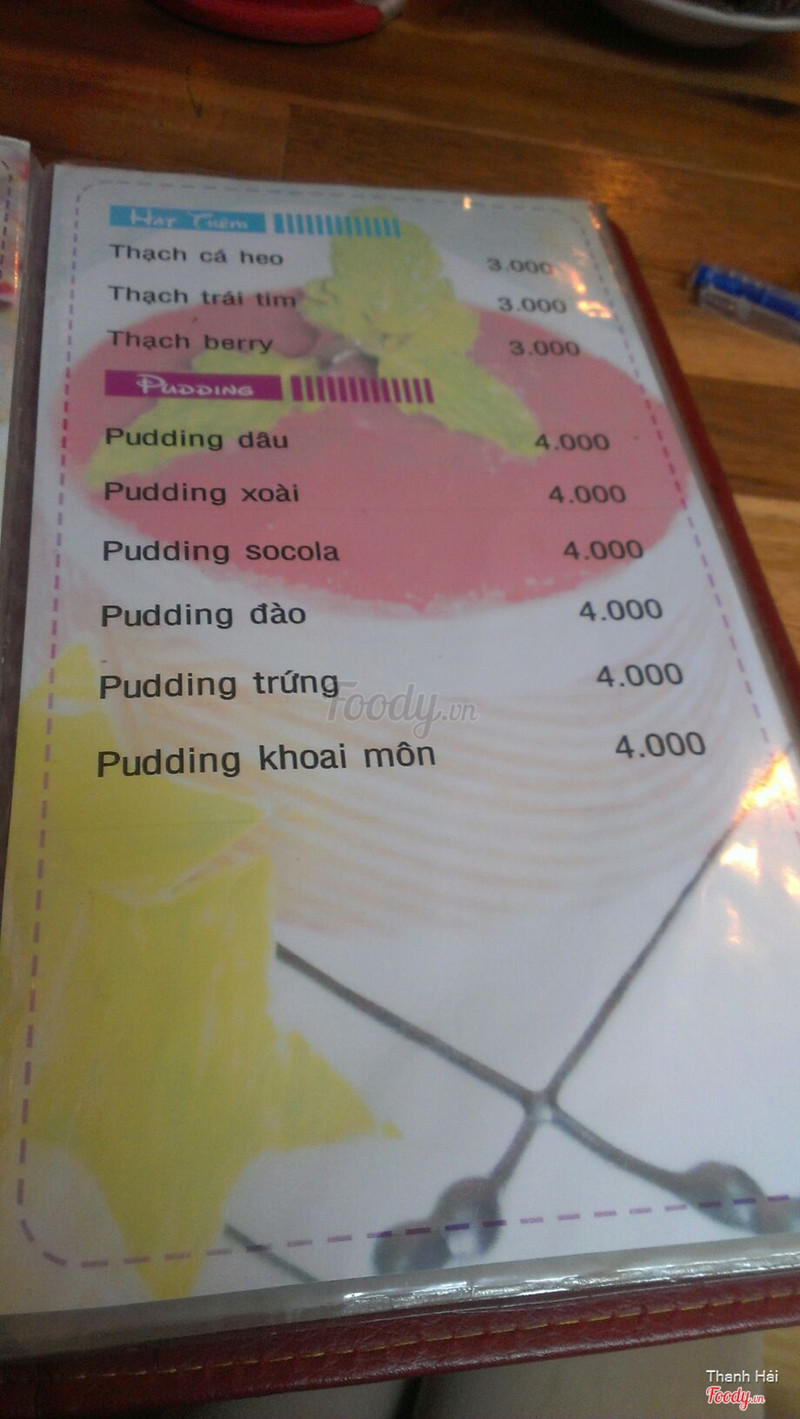 Hạt Thêm
Thạch cá heo 3.000
Thạch trái tim 3.000
Thạch berry 3.000
PUDDING
Pudding dâu 4.000
Pudding xoài 4.000
Pudding socola 4.000
Pudding đào 4.000
Pudding trứng 4.000
Foody.vn
Pudding khoai môn 4.000
Thanh Hải
Foody.vn